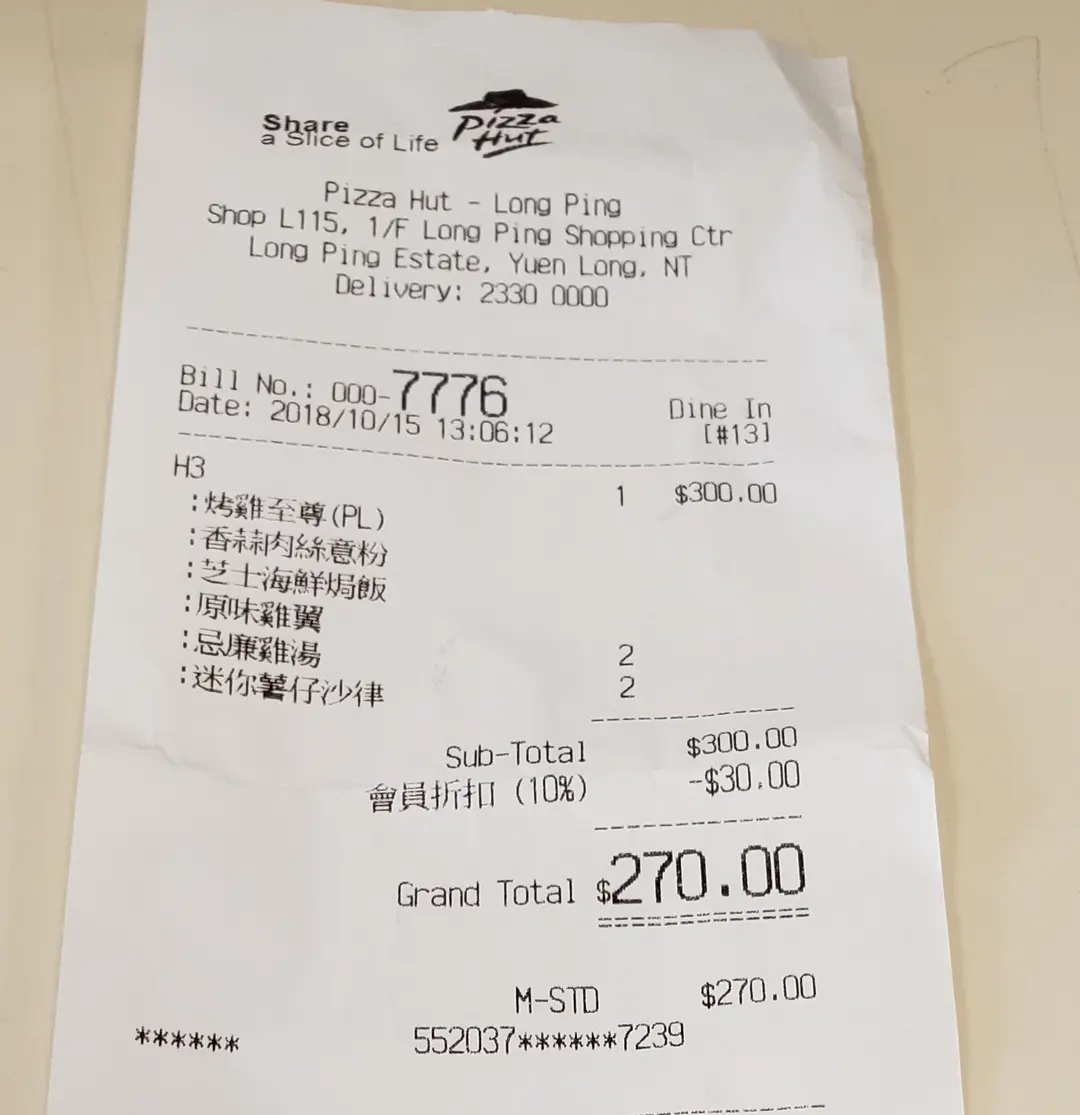 Share
a Slice of Life
Pizza Hut
Pizza Hut - Long Ping
Shop L115, 1/F Long Ping Shopping Ctr
Long Ping Estate, Yuen Long, NT
Delivery: 2330 0000
Bill No.: 000-7776 Dine In
Date: 2018/10/15 13:06:12 [#13]
H3 1 $300.00
:烤雞至尊(PL)
:香蒜肉絲意粉
:芝士海鮮焗飯
:原味雞翼
:忌廉雞湯 2
:迷你薯仔沙律 2
Sub-Total $300.00
會員折扣 (10%) -$30.00
Grand Total $270.00
M-STD $270.00
****** 552037******7239